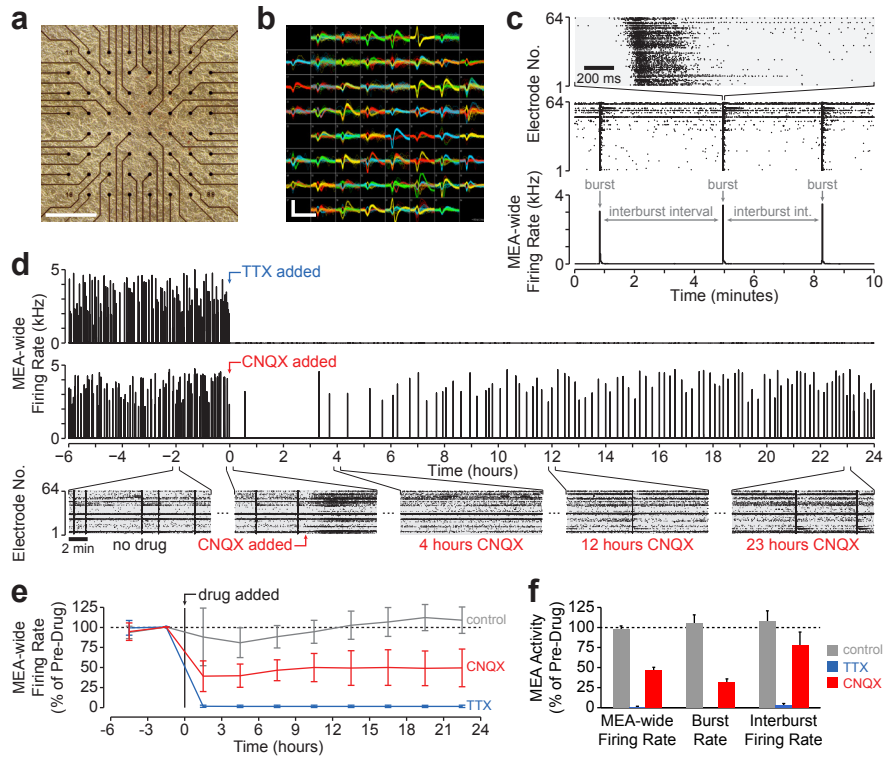 a
b
c
64
Electrode No.
1
200 ms
64
1
burst
burst
burst
interburst interval
interburst int.
MEA-wide
Firing Rate (kHz)
4
0
0 2 4 6 8 10
Time (minutes)
d
TTX added
5
0
CNQX added
5
0
MEA-wide
Firing Rate (kHz)
−6 −4 −2 0 2 4 6 8 10 12 14 16 18 20 22 24
Time (hours)
Electrode No.
64
1
2 min
no drug
CNQX added
4 hours CNQX
12 hours CNQX
23 hours CNQX
e
drug added
MEA-wide
Firing Rate
(% of Pre-Drug)
125
100
75
50
25
0
control
CNQX
TTX
-6 -3 0 3 6 9 12 15 18 21 24
Time (hours)
f
MEA Activity
(% of Pre-Drug)
125
100
75
50
25
0
control
TTX
CNQX
MEA-wide
Firing Rate
Burst
Rate
Interburst
Firing Rate